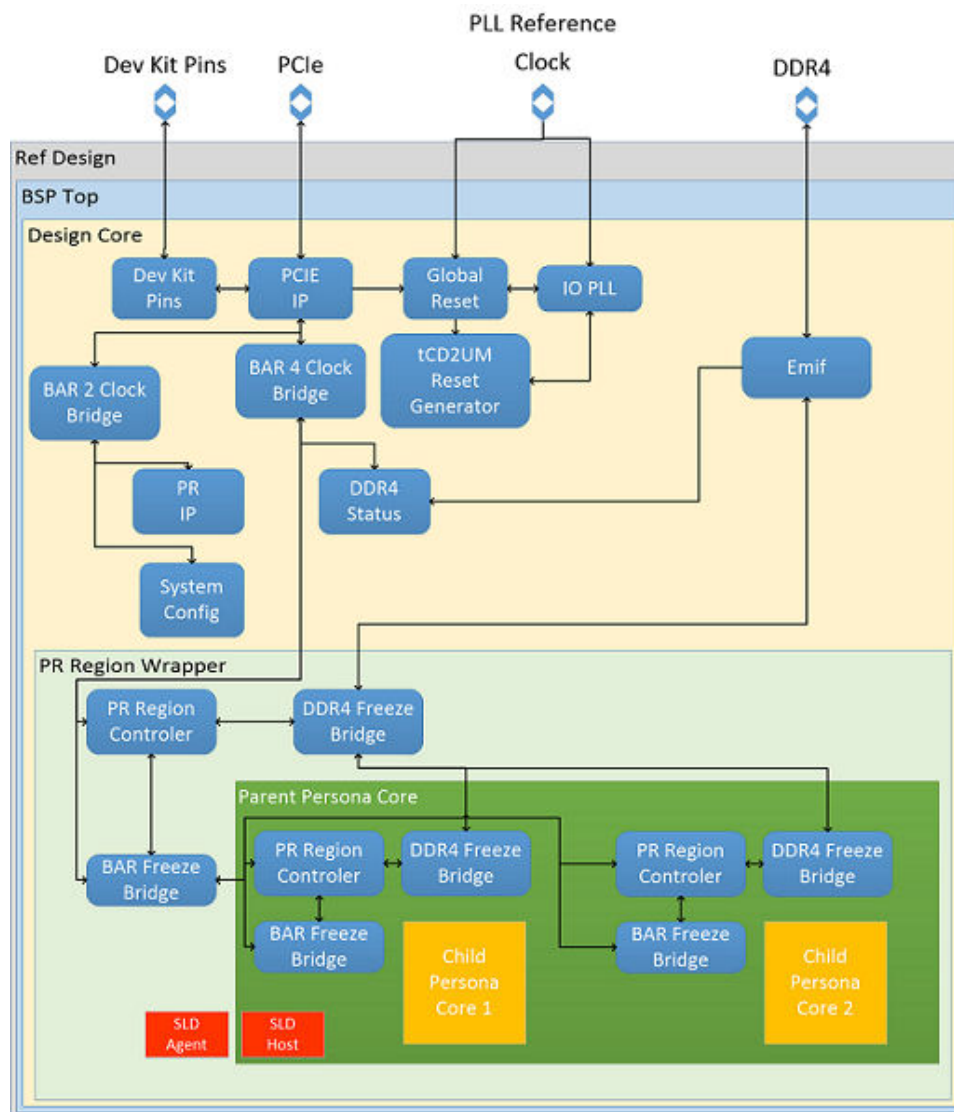 PLL Reference
Clock
Dev Kit Pins
PCIe
DDR4
Ref Design
BSP Top
Design Core
Dev Kit
Pins
PCIE
IP
Global
Reset
IO PLL
BAR 2 Clock
Bridge
BAR 4 Clock
Bridge
tCD2UM
Reset
Generator
Emif
PR
IP
DDR4
Status
System
Config
PR Region Wrapper
PR Region
Controler
DDR4 Freeze
Bridge
Parent Persona Core
BAR Freeze
Bridge
PR Region
Controler
DDR4 Freeze
Bridge
PR Region
Controler
DDR4 Freeze
Bridge
BAR Freeze
Bridge
Child
Persona
Core 1
BAR Freeze
Bridge
Child
Persona
Core 2
SLD
Agent
SLD
Host